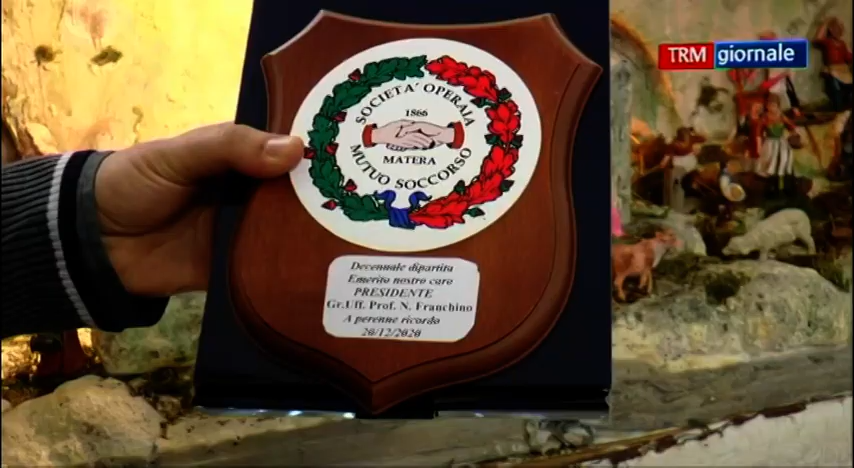 TRM giornale
SOCIETA' OPERAIA
1866
MATERA
MUTUO SOCCORSO
Decennale dipartita
Emerito nostro caro
PRESIDENTE
Gr.Uff. Prof. N. Franchino
A perenne ricordo
20/12/2020